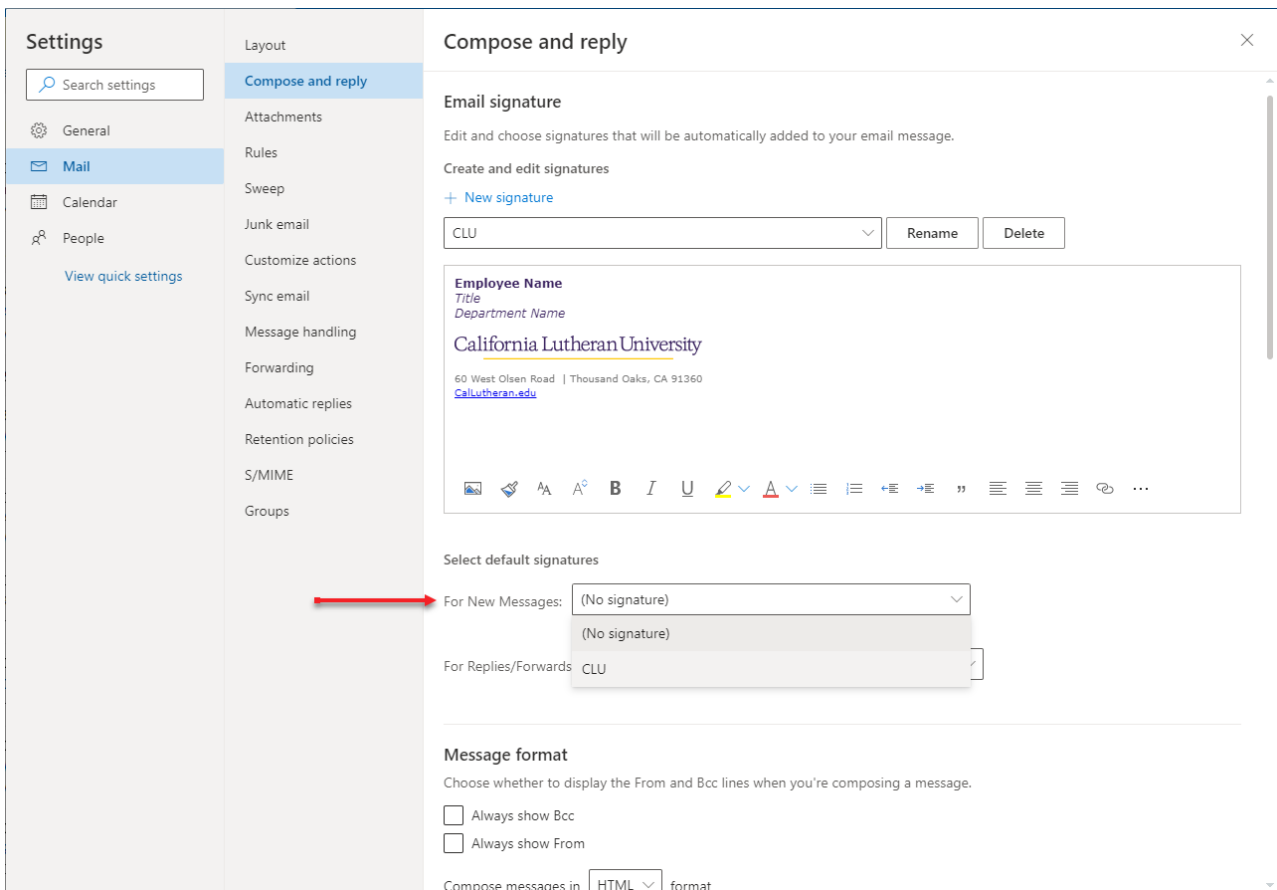 Settings
Search settings
General
Mail
Calendar
People
View quick settings
Layout
Compose and reply
Attachments
Rules
Sweep
Junk email
Customize actions
Sync email
Message handling
Forwarding
Automatic replies
Retention policies
S/MIME
Groups
Compose and reply
Email signature
Edit and choose signatures that will be automatically added to your email message.
Create and edit signatures
+ New signature
CLU Rename Delete
Employee Name
Title
Department Name
California Lutheran University
60 West Olsen Road | Thousand Oaks, CA 91360
CalLutheran.edu
Select default signatures
For New Messages: (No signature)
(No signature)
For Replies/Forwards CLU
Message format
Choose whether to display the From and Bcc lines when you're composing a message.
Always show Bcc
Always show From
Compose messages in HTML format